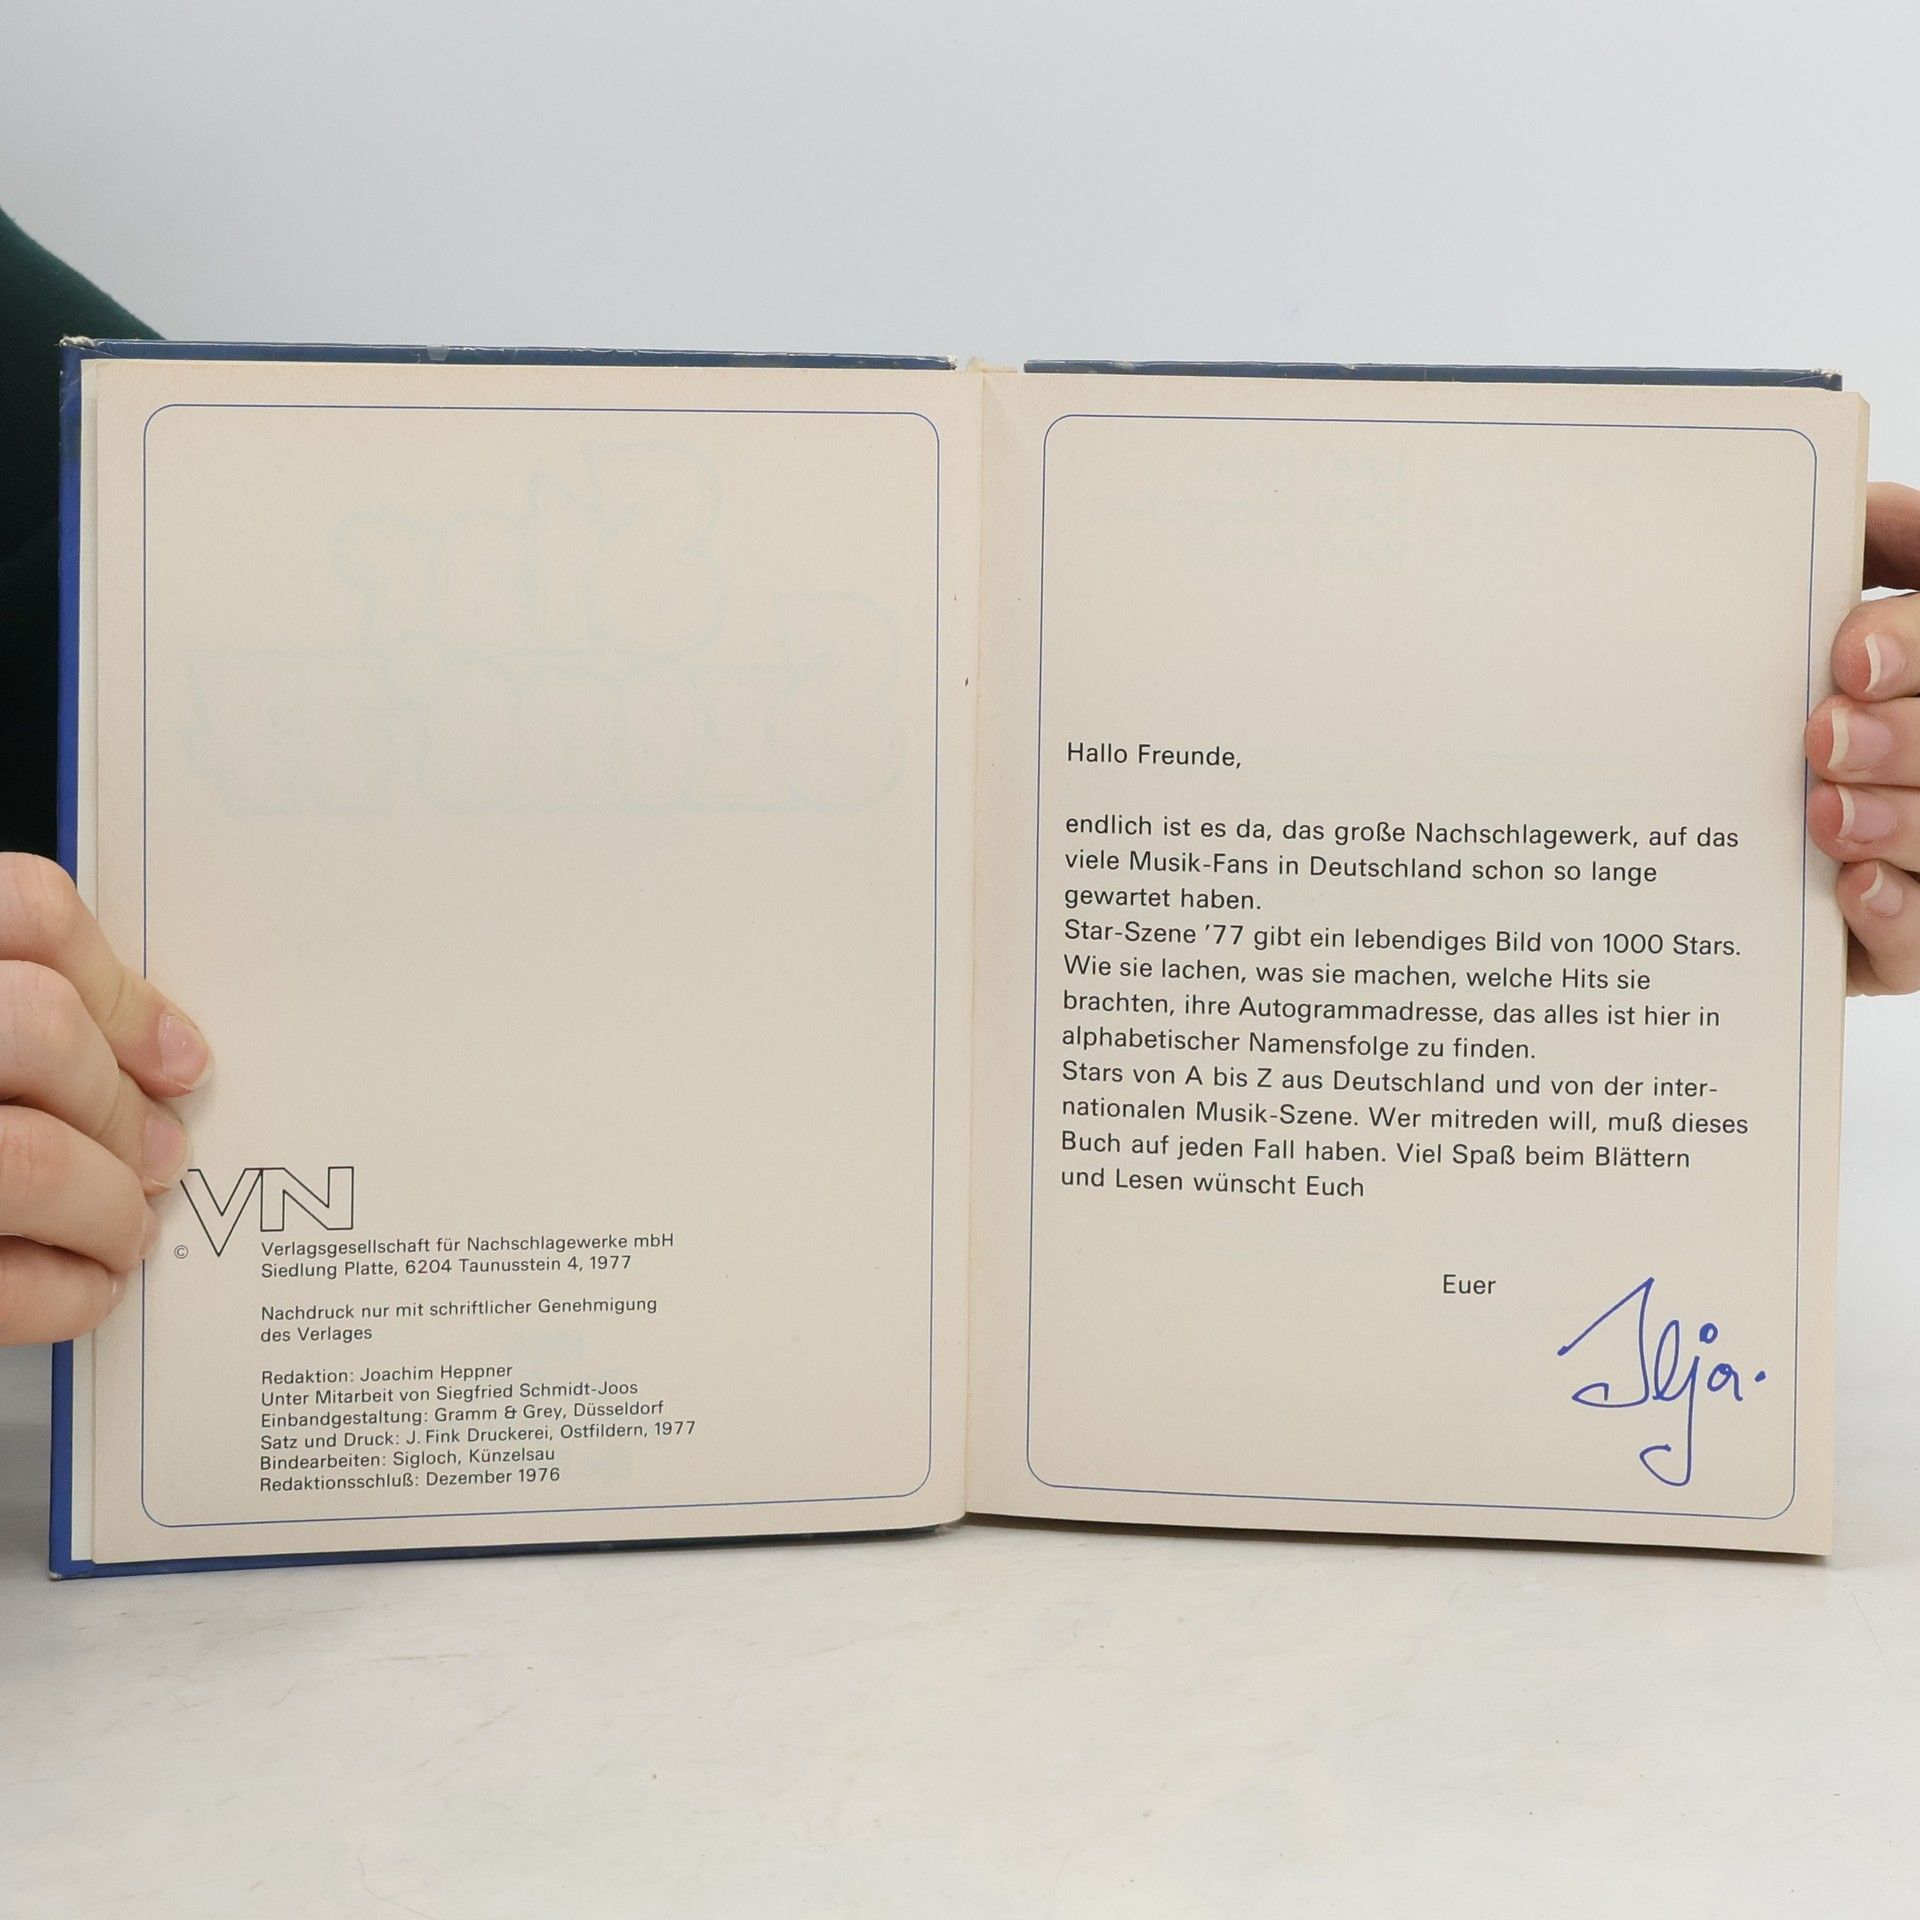 VN
©
Verlagsgesellschaft für Nachschlagewerke mbH
Siedlung Platte, 6204 Taunusstein 4, 1977
Nachdruck nur mit schriftlicher Genehmigung
des Verlages
Redaktion: Joachim Heppner
Unter Mitarbeit von Siegfried Schmidt-Joos
Einbandgestaltung: Gramm & Grey, Düsseldorf
Satz und Druck: J. Fink Druckerei, Ostfildern, 1977
Bindearbeiten: Sigloch, Künzelsau
Redaktionsschluß: Dezember 1976
Hallo Freunde,
endlich ist es da, das große Nachschlagewerk, auf das
viele Musik-Fans in Deutschland schon so lange
gewartet haben.
Star-Szene '77 gibt ein lebendiges Bild von 1000 Stars.
Wie sie lachen, was sie machen, welche Hits sie
brachten, ihre Autogrammadresse, das alles ist hier in
alphabetischer Namensfolge zu finden.
Stars von A bis Z aus Deutschland und von der inter-
nationalen Musik-Szene. Wer mitreden will, muß dieses
Buch auf jeden Fall haben. Viel Spaß beim Blättern
und Lesen wünscht Euch
Euer
Ilja.